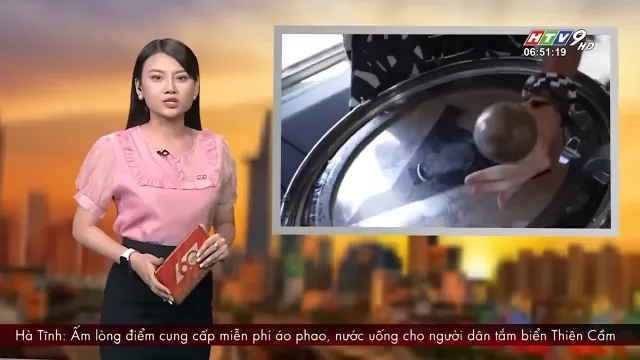 HTV9 HD
06:51:19
Hà Tĩnh: Ấm lòng điểm cung cấp miễn phí áo phao, nước uống cho người dân tắm biển Thiên Cầm